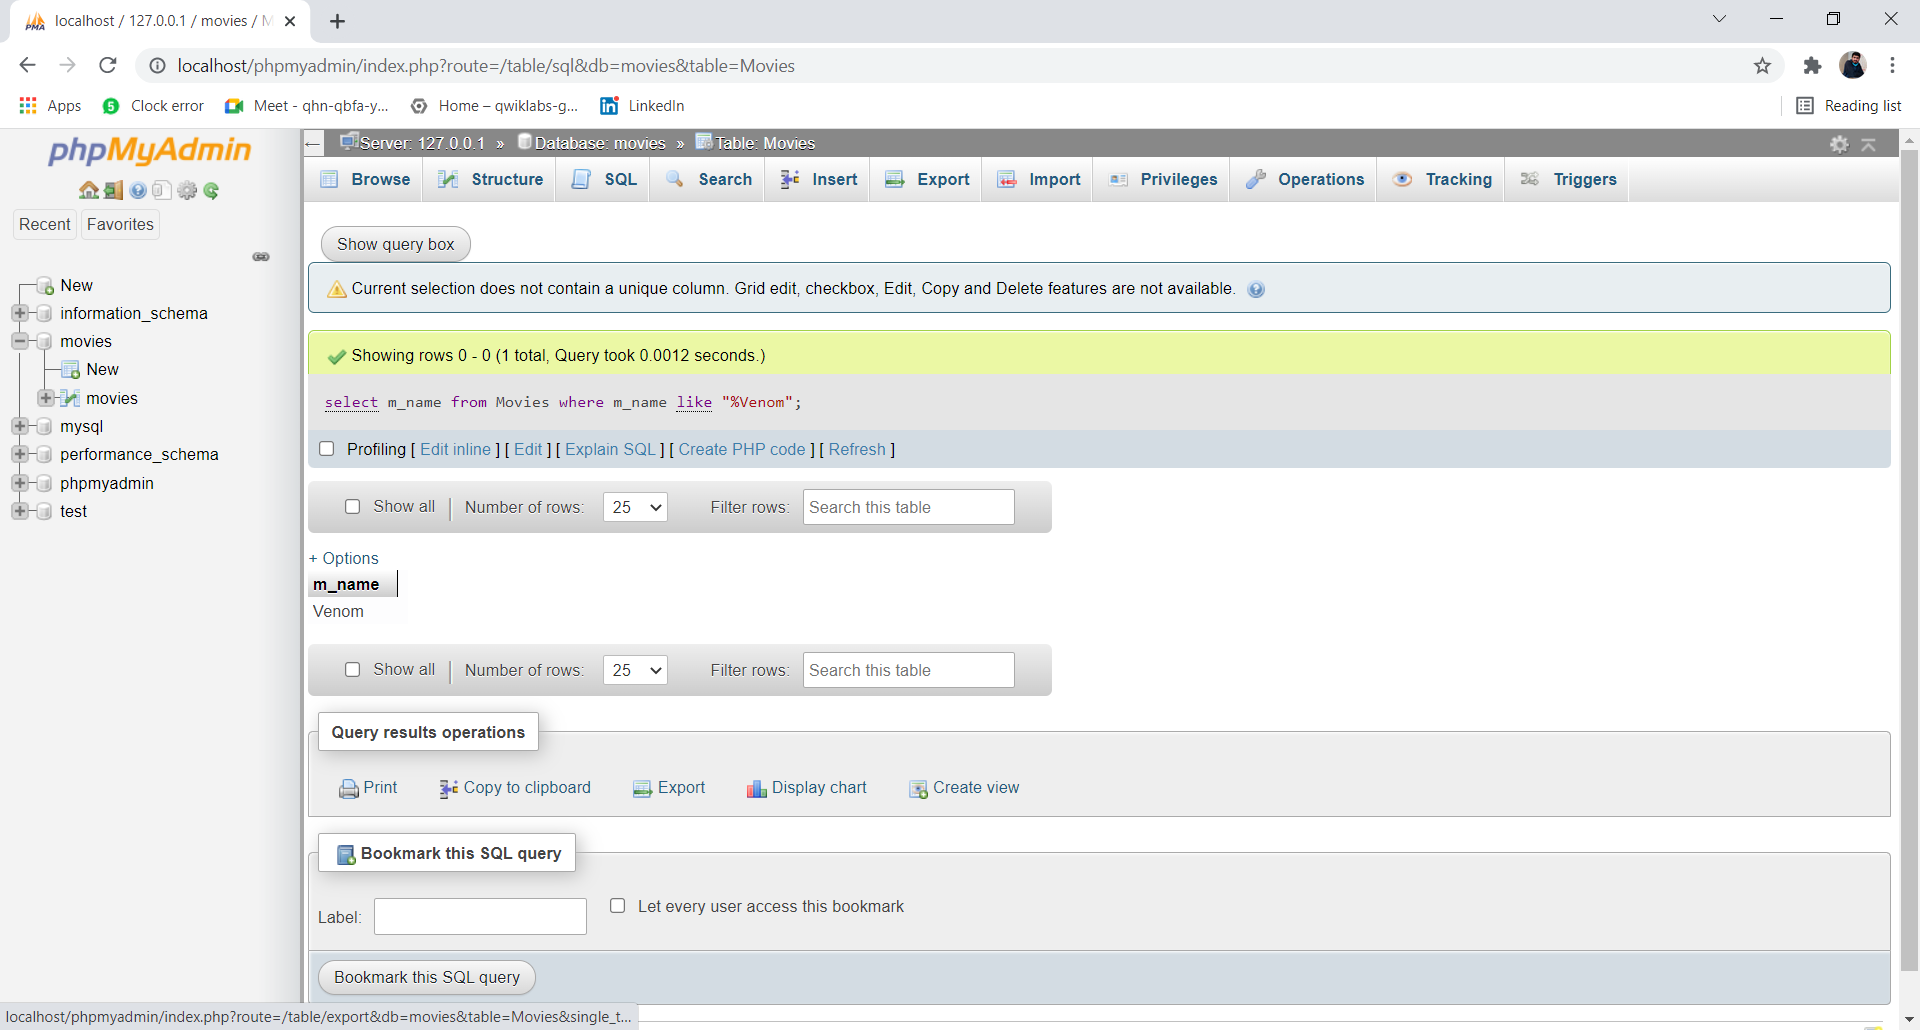 localhost / 127.0.0.1 / movies / M
localhost/phpmyadmin/index.php?route=/table/sql&db=movies&table=Movies
Apps
5
Clock error
Meet - qhn-qbfa-y...
Home – qwiklabs-g...
in
LinkedIn
Reading list
phpMyAdmin
Recent
Favorites
New
information_schema
movies
New
movies
mysql
performance_schema
phpmyadmin
test
Server: 127.0.0.1 » Database: movies » Table: Movies
Browse
Structure
SQL
Search
Insert
Export
Import
Privileges
Operations
Tracking
Triggers
Show query box
Current selection does not contain a unique column. Grid edit, checkbox, Edit, Copy and Delete features are not available.
Showing rows 0 - 0 (1 total, Query took 0.0012 seconds.)
select m_name from Movies where m_name like "%Venom";
Profiling [ Edit inline ] [ Edit ] [ Explain SQL ] [ Create PHP code ] [ Refresh ]
Show all
Number of rows:
25
Filter rows:
Search this table
+ Options
m_name
Venom
Show all
Number of rows:
25
Filter rows:
Search this table
Query results operations
Print
Copy to clipboard
Export
Display chart
Create view
Bookmark this SQL query
Label:
Let every user access this bookmark
Bookmark this SQL query
localhost/phpmyadmin/index.php?route=/table/export&db=movies&table=Movies&single_t...